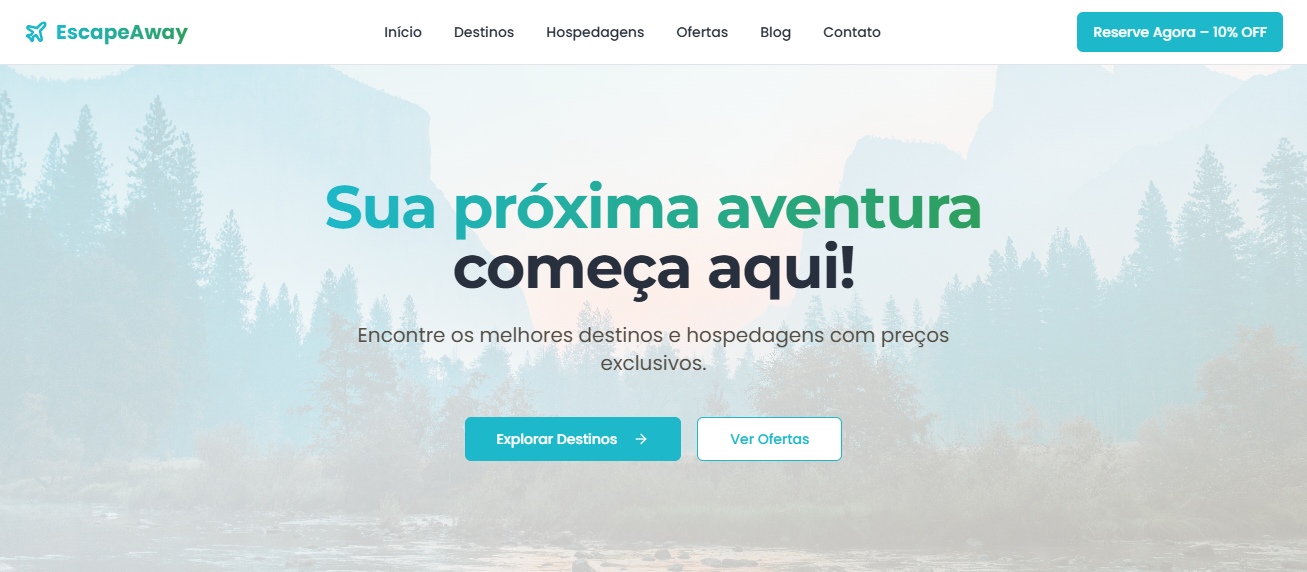 EscapeAway
Início
Destinos
Hospedagens
Ofertas
Blog
Contato
Reserve Agora – 10% OFF
Sua próxima aventura
começa aqui!
Encontre os melhores destinos e hospedagens com preços
exclusivos.
Explorar Destinos
Ver Ofertas